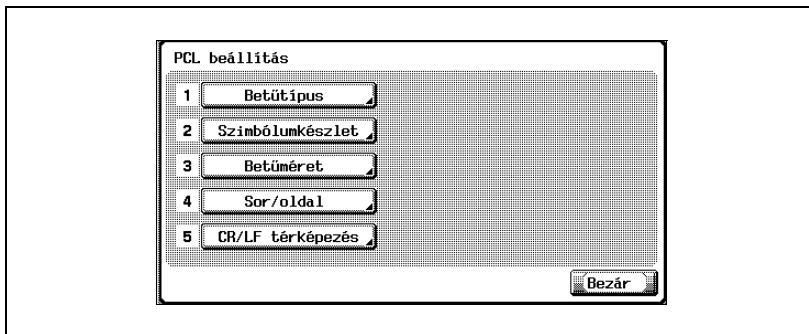 PCL beállítás
1 Betűtípus
2 Szimbólumkészlet
3 Betűméret
4 Sor/oldal
5 CR/LF térképezés
Bezár